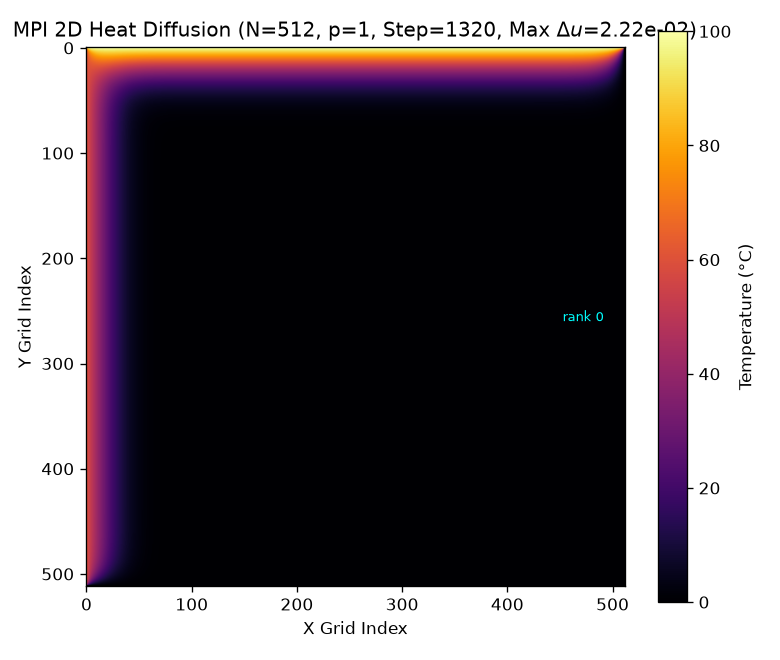 MPI 2D Heat Diffusion (N=512, p=1, Step=1320, Max Δu=2.22e-02)
0
100
200
300
400
500
Y Grid Index
0 100 200 300 400 500
X Grid Index
rank 0
100
80
60
40
20
0
Temperature (°C)